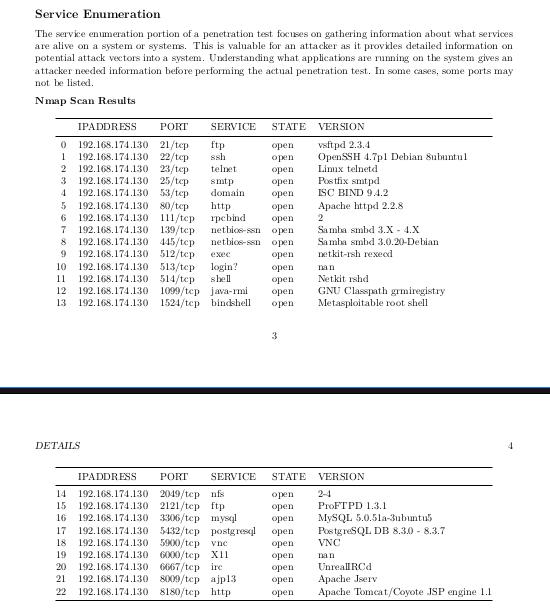 Service Enumeration
The service enumeration portion of a penetration test focuses on gathering information about what services
are alive on a system or systems. This is valuable for an attacker as it provides detailed information on
potential attack vectors into a system. Understanding what applications are running on the system gives an
attacker needed information before performing the actual penetration test. In some cases, some ports may
not be listed.
Nmap Scan Results
IPADDRESS PORT SERVICE STATE VERSION
0 192.168.174.130 21/tcp ftp open vsftpd 2.3.4
1 192.168.174.130 22/tcp ssh open OpenSSH 4.7p1 Debian 8ubuntu1
2 192.168.174.130 23/tcp telnet open Linux telnetd
3 192.168.174.130 25/tcp smtp open Postfix smtpd
4 192.168.174.130 53/tcp domain open ISC BIND 9.4.2
5 192.168.174.130 80/tcp http open Apache httpd 2.2.8
6 192.168.174.130 111/tcp rpcbind open 2
7 192.168.174.130 139/tcp netbios-ssn open Samba smbd 3.X - 4.X
8 192.168.174.130 445/tcp netbios-ssn open Samba smbd 3.0.20-Debian
9 192.168.174.130 512/tcp exec open netkit-rsh rexecd
10 192.168.174.130 513/tcp login? open nan
11 192.168.174.130 514/tcp shell open Netkit rshd
12 192.168.174.130 1099/tcp java-rmi open GNU Classpath grmiregistry
13 192.168.174.130 1524/tcp bindshell open Metasploitable root shell
3
DETAILS 4
IPADDRESS PORT SERVICE STATE VERSION
14 192.168.174.130 2049/tcp nfs open 2-4
15 192.168.174.130 2121/tcp ftp open ProFTPD 1.3.1
16 192.168.174.130 3306/tcp mysql open MySQL 5.0.51a-3ubuntu5
17 192.168.174.130 5432/tcp postgresql open PostgreSQL DB 8.3.0 - 8.3.7
18 192.168.174.130 5900/tcp vnc open VNC
19 192.168.174.130 6000/tcp X11 open nan
20 192.168.174.130 6667/tcp irc open UnrealIRCd
21 192.168.174.130 8009/tcp ajp13 open Apache Jserv
22 192.168.174.130 8180/tcp http open Apache Tomcat/Coyote JSP engine 1.1